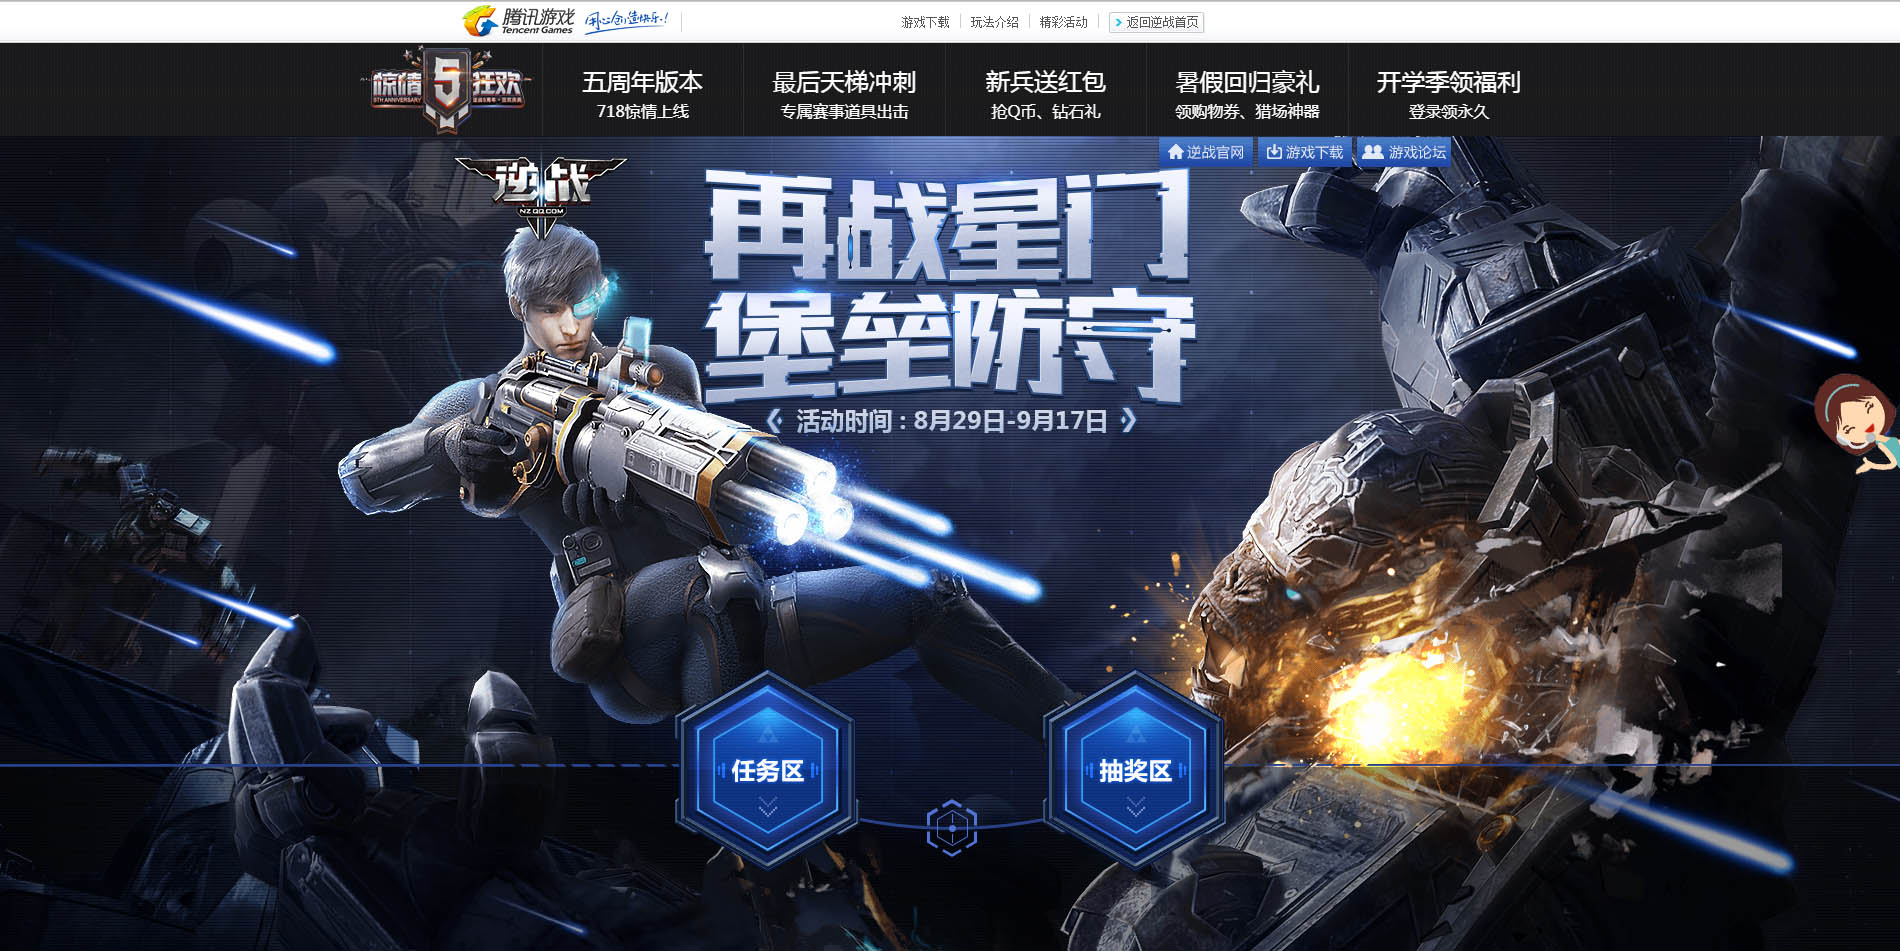 腾讯游戏 用心创造快乐!
Tencent Games
游戏下载
玩法介绍
精彩活动
返回逆战首页
惊情 5 狂欢
5TH ANNIVERSARY
五周年版本
718惊情上线
最后天梯冲刺
专属赛事道具出击
新兵送红包
抢Q币、钻石礼
暑假回归豪礼
领购物券、猎场神器
开学季领福利
登录领永久
逆战官网
游戏下载
游戏论坛
逆战
NZ.QQ.COM
再战星门
堡垒防守
活动时间 : 8月29日-9月17日
任务区
抽奖区